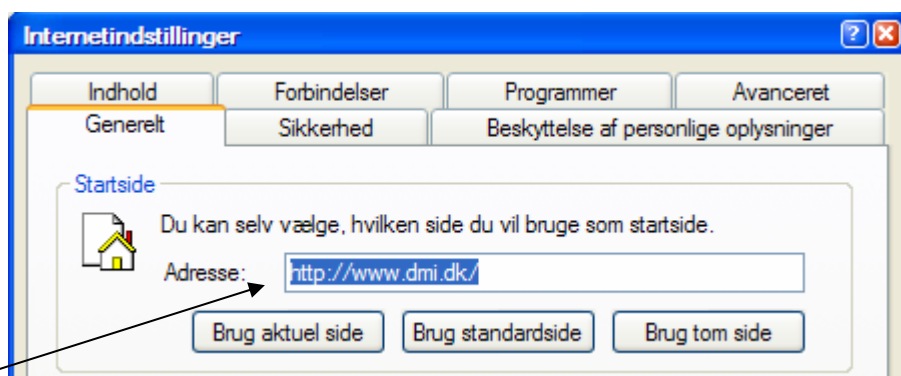 Internetindstillinger
Indhold Forbindelser Programmer Avanceret
Generelt Sikkerhed Beskyttelse af personlige oplysninger
Startside
Du kan selv vælge, hvilken side du vil bruge som startside.
Adresse: http://www.dmi.dk/
Brug aktuel side Brug standardside Brug tom side